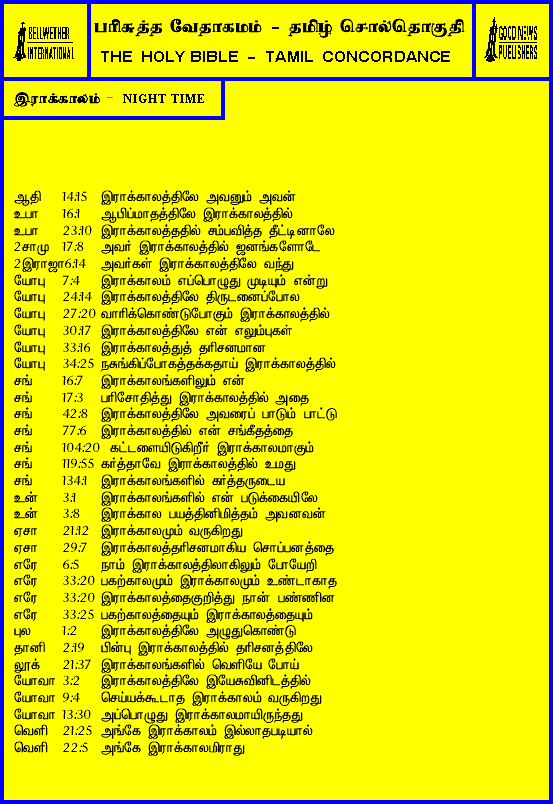 BELLWETHER
INTERNATIONAL
பரிசுத்த வேதாகமம் - தமிழ் சொல்தொகுதி
THE HOLY BIBLE - TAMIL CONCORDANCE
GOOD NEWS
PUBLISHERS
இராக்காலம் - NIGHT TIME
ஆதி 14:15 இராக்காலத்திலே அவனும் அவன்
உபா 16:1 ஆபிப்மாதத்திலே இராக்காலத்தில்
உபா 23:10 இராக்காலத்ததில் சம்பவித்த தீட்டினாலே
2சாமு 17:8 அவர் இராக்காலத்தில் ஜனங்களோடே
2இராஜா6:14 அவர்கள் இராக்காலத்திலே வந்து
யோபு 7:4 இராக்காலம் எப்பொழுது முடியும் என்று
யோபு 24:14 இராக்காலத்திலே திருடனைப்போல
யோபு 27:20 வாரிக்கொண்டுபோகும் இராக்காலத்தில்
யோபு 30:17 இராக்காலத்திலே என் எலும்புகள்
யோபு 33:16 இராக்காலத்துத் தரிசனமான
யோபு 34:25 நசுங்கிப்போகத்தக்கதாய் இராக்காலத்தில்
சங் 16:7 இராக்காலங்களிலும் என்
சங் 17:3 பரிசோதித்து இராக்காலத்தில் அதை
சங் 42:8 இராக்காலத்திலே அவரைப் பாடும் பாட்டு
சங் 77:6 இராக்காலத்தில் என் சங்கீதத்தை
சங் 104:20 கட்டளையிடுகிறீர் இராக்காலமாகும்
சங் 119:55 கர்த்தாவே இராக்காலத்தில் உமது
சங் 134:1 இராக்காலங்களில் கர்த்தருடைய
உன் 3:1 இராக்காலங்களில் என் படுக்கையிலே
உன் 3:8 இராக்கால பயத்தினிமித்தம் அவனவன்
ஏசா 21:12 இராக்காலமும் வருகிறது
ஏசா 29:7 இராக்காலத்தரிசனமாகிய சொப்பனத்தை
எரே 6:5 நாம் இராக்காலத்திலாகிலும் போயேறி
எரே 33:20 பகற்காலமும் இராக்காலமும் உண்டாகாத
எரே 33:20 இராக்காலத்தைகுறித்து நான் பண்ணின
எரே 33:25 பகற்காலத்தையும் இராக்காலத்தையும்
புல 1:2 இராக்காலத்திலே அழுதுகொண்டு
தானி 2:19 பின்பு இராக்காலத்தில் தரிசனத்திலே
லூக் 21:37 இராக்காலங்களில் வெளியே போய்
யோவா 3:2 இராக்காலத்திலே இயேசுவினிடத்தில்
யோவா 9:4 செய்யக்கூடாத இராக்காலம் வருகிறது
யோவா 13:30 அப்பொழுது இராக்காலமாயிருந்தது
வெளி 21:25 அங்கே இராக்காலம் இல்லாதபடியால்
வெளி 22:5 அங்கே இராக்காலமிராது